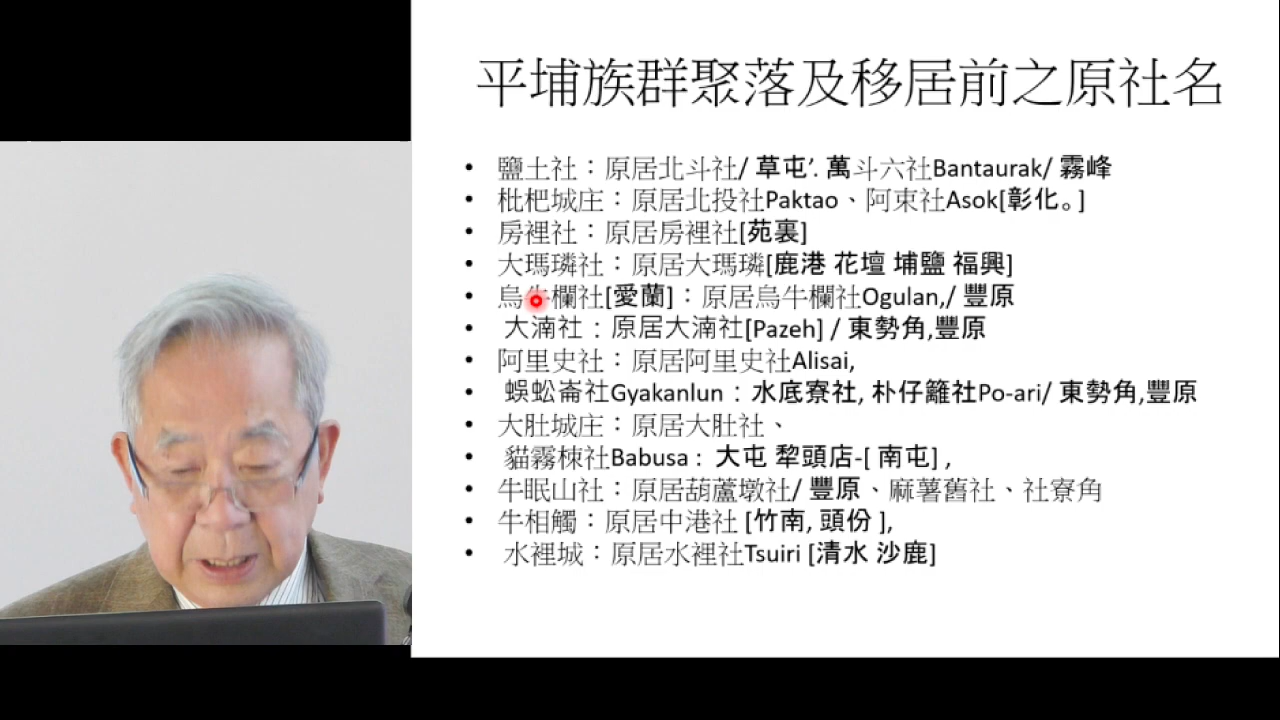 平埔族群聚落及移居前之原社名
• 鹽土社：原居北斗社/ 草屯’. 萬斗六社Bantaurak/ 霧峰
• 枇杷城庄：原居北投社Paktao、阿束社Asok[彰化。]
• 房裡社：原居房裡社[苑裏]
• 大瑪璘社：原居大瑪璘[鹿港 花壇 埔鹽 福興]
• 烏牛欄社[愛蘭]：原居烏牛欄社Ogulan,/ 豐原
• 大湳社：原居大湳社[Pazeh] / 東勢角,豐原
• 阿里史社：原居阿里史社Alisai,
• 蜈蚣崙社Gyakanlun：水底寮社, 朴仔籬社Po-ari/ 東勢角,豐原
• 大肚城庄：原居大肚社、
• 貓霧棟社Babusa： 大屯 犂頭店-[ 南屯] ,
• 牛眠山社：原居葫蘆墩社/ 豐原、麻薯舊社、社寮角
• 牛相觸：原居中港社 [竹南, 頭份 ],
• 水裡城：原居水裡社Tsuiri [清水 沙鹿]